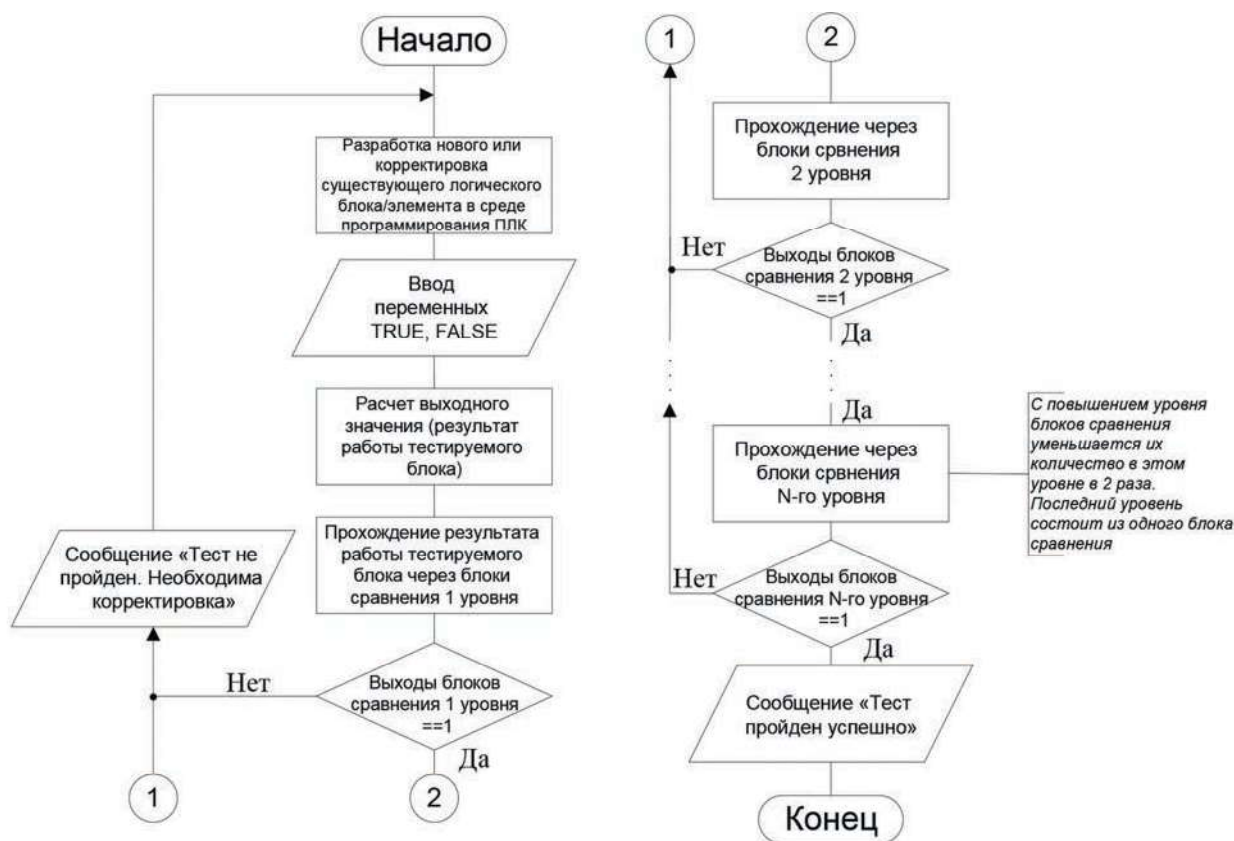 Начало
Разработка нового или
корректировка
существующего логического
блока/элемента в среде
программирования ПЛК
Ввод
переменных
TRUE, FALSE
Расчет выходного
значения (результат
работы тестируемого
блока)
Прохождение результата
работы тестируемого
блока через блоки
сравнения 1 уровня
Сообщение «Тест не
пройден. Необходима
корректировка»
Нет
Выходы блоков
сравнения 1 уровня
==1
Да
1
2
1
2
Прохождение через
блоки срвнения
2 уровня
Нет
Выходы блоков
сравнения 2 уровня
==1
Да
Да
Прохождение через
блоки срвнения
N-го уровня
С повышением уровня
блоков сравнения
уменьшается их
количество в этом
уровне в 2 раза.
Последний уровень
состоит из одного блока
сравнения
Нет
Выходы блоков
сравнения N-го уровня
==1
Да
Сообщение «Тест
пройден успешно»
Конец